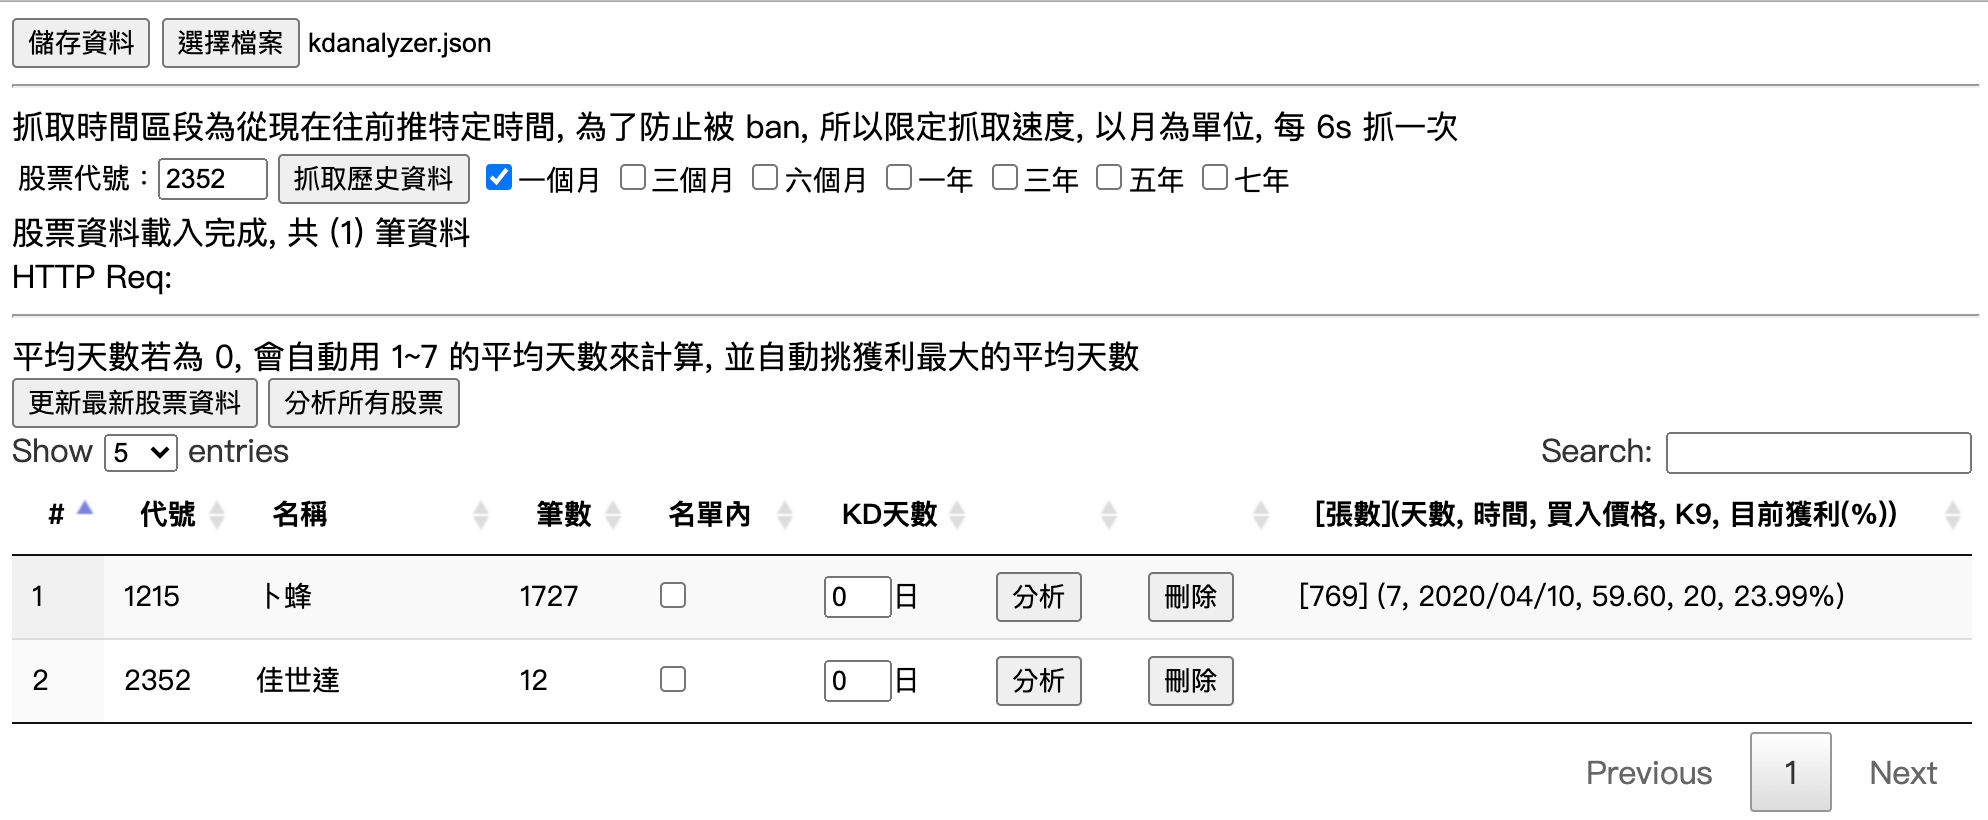 儲存資料 選擇檔案 kdanalyzer.json
抓取時間區段為從現在往前推特定時間, 為了防止被 ban, 所以限定抓取速度, 以月為單位, 每 6s 抓一次
股票代號：2352 抓取歷史資料 一個月 三個月 六個月 一年 三年 五年 七年
股票資料載入完成, 共 (1) 筆資料
HTTP Req:
平均天數若為 0, 會自動用 1~7 的平均天數來計算, 並自動挑獲利最大的平均天數
更新最新股票資料 分析所有股票
Show 5 entries Search:
# 代號 名稱 筆數 名單內 KD天數 [張數](天數, 時間, 買入價格, K9, 目前獲利(%))
1 1215 卜蜂 1727 0 日 分析 刪除 [769] (7, 2020/04/10, 59.60, 20, 23.99%)
2 2352 佳世達 12 0 日 分析 刪除
Previous 1 Next